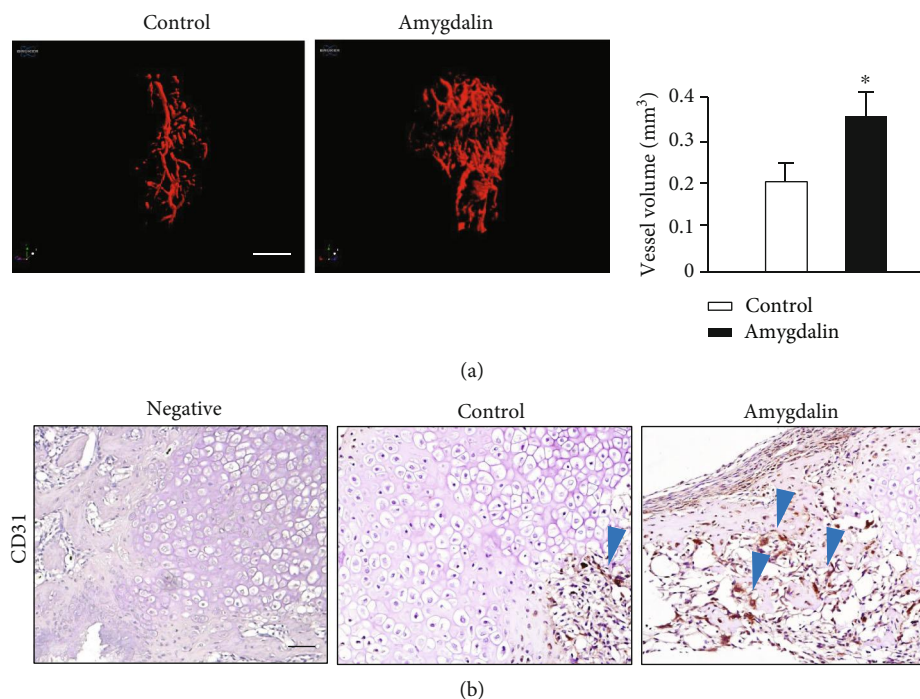 Control
Amygdalin
Vessel volume (mm³)
0.4
0.3
0.2
0.1
0
*
Control
Amygdalin
(a)
Negative
Control
Amygdalin
CD31
(b)